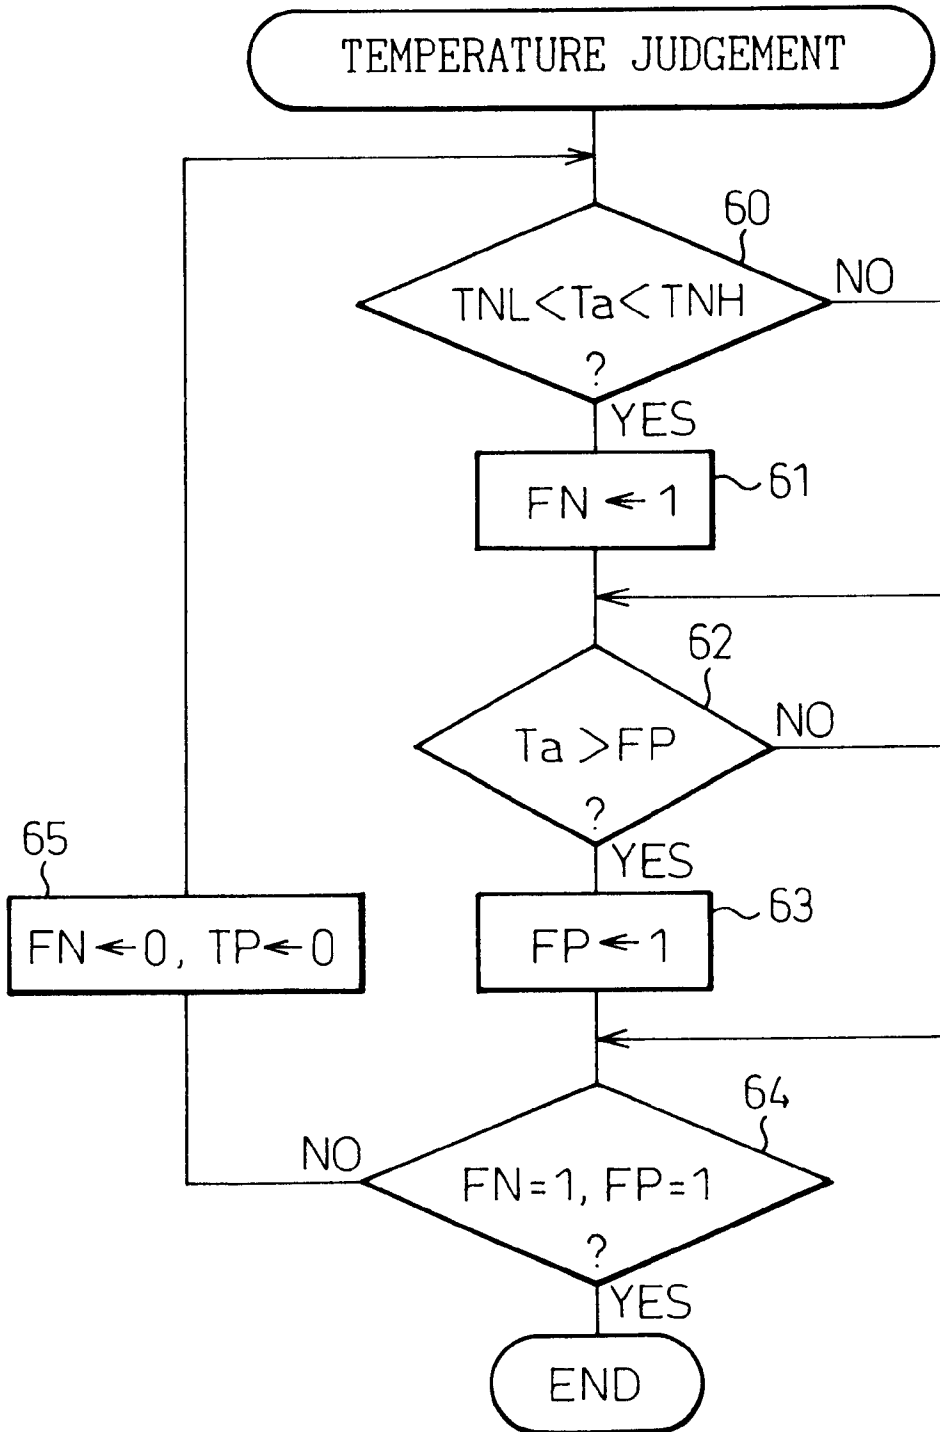 TEMPERATURE JUDGEMENT
60
TNL<Ta<TNH
?
NO
YES
61
FN←1
62
Ta>FP
?
NO
YES
65
FN←0, TP←0
63
FP←1
64
NO
FN=1, FP=1
?
YES
END